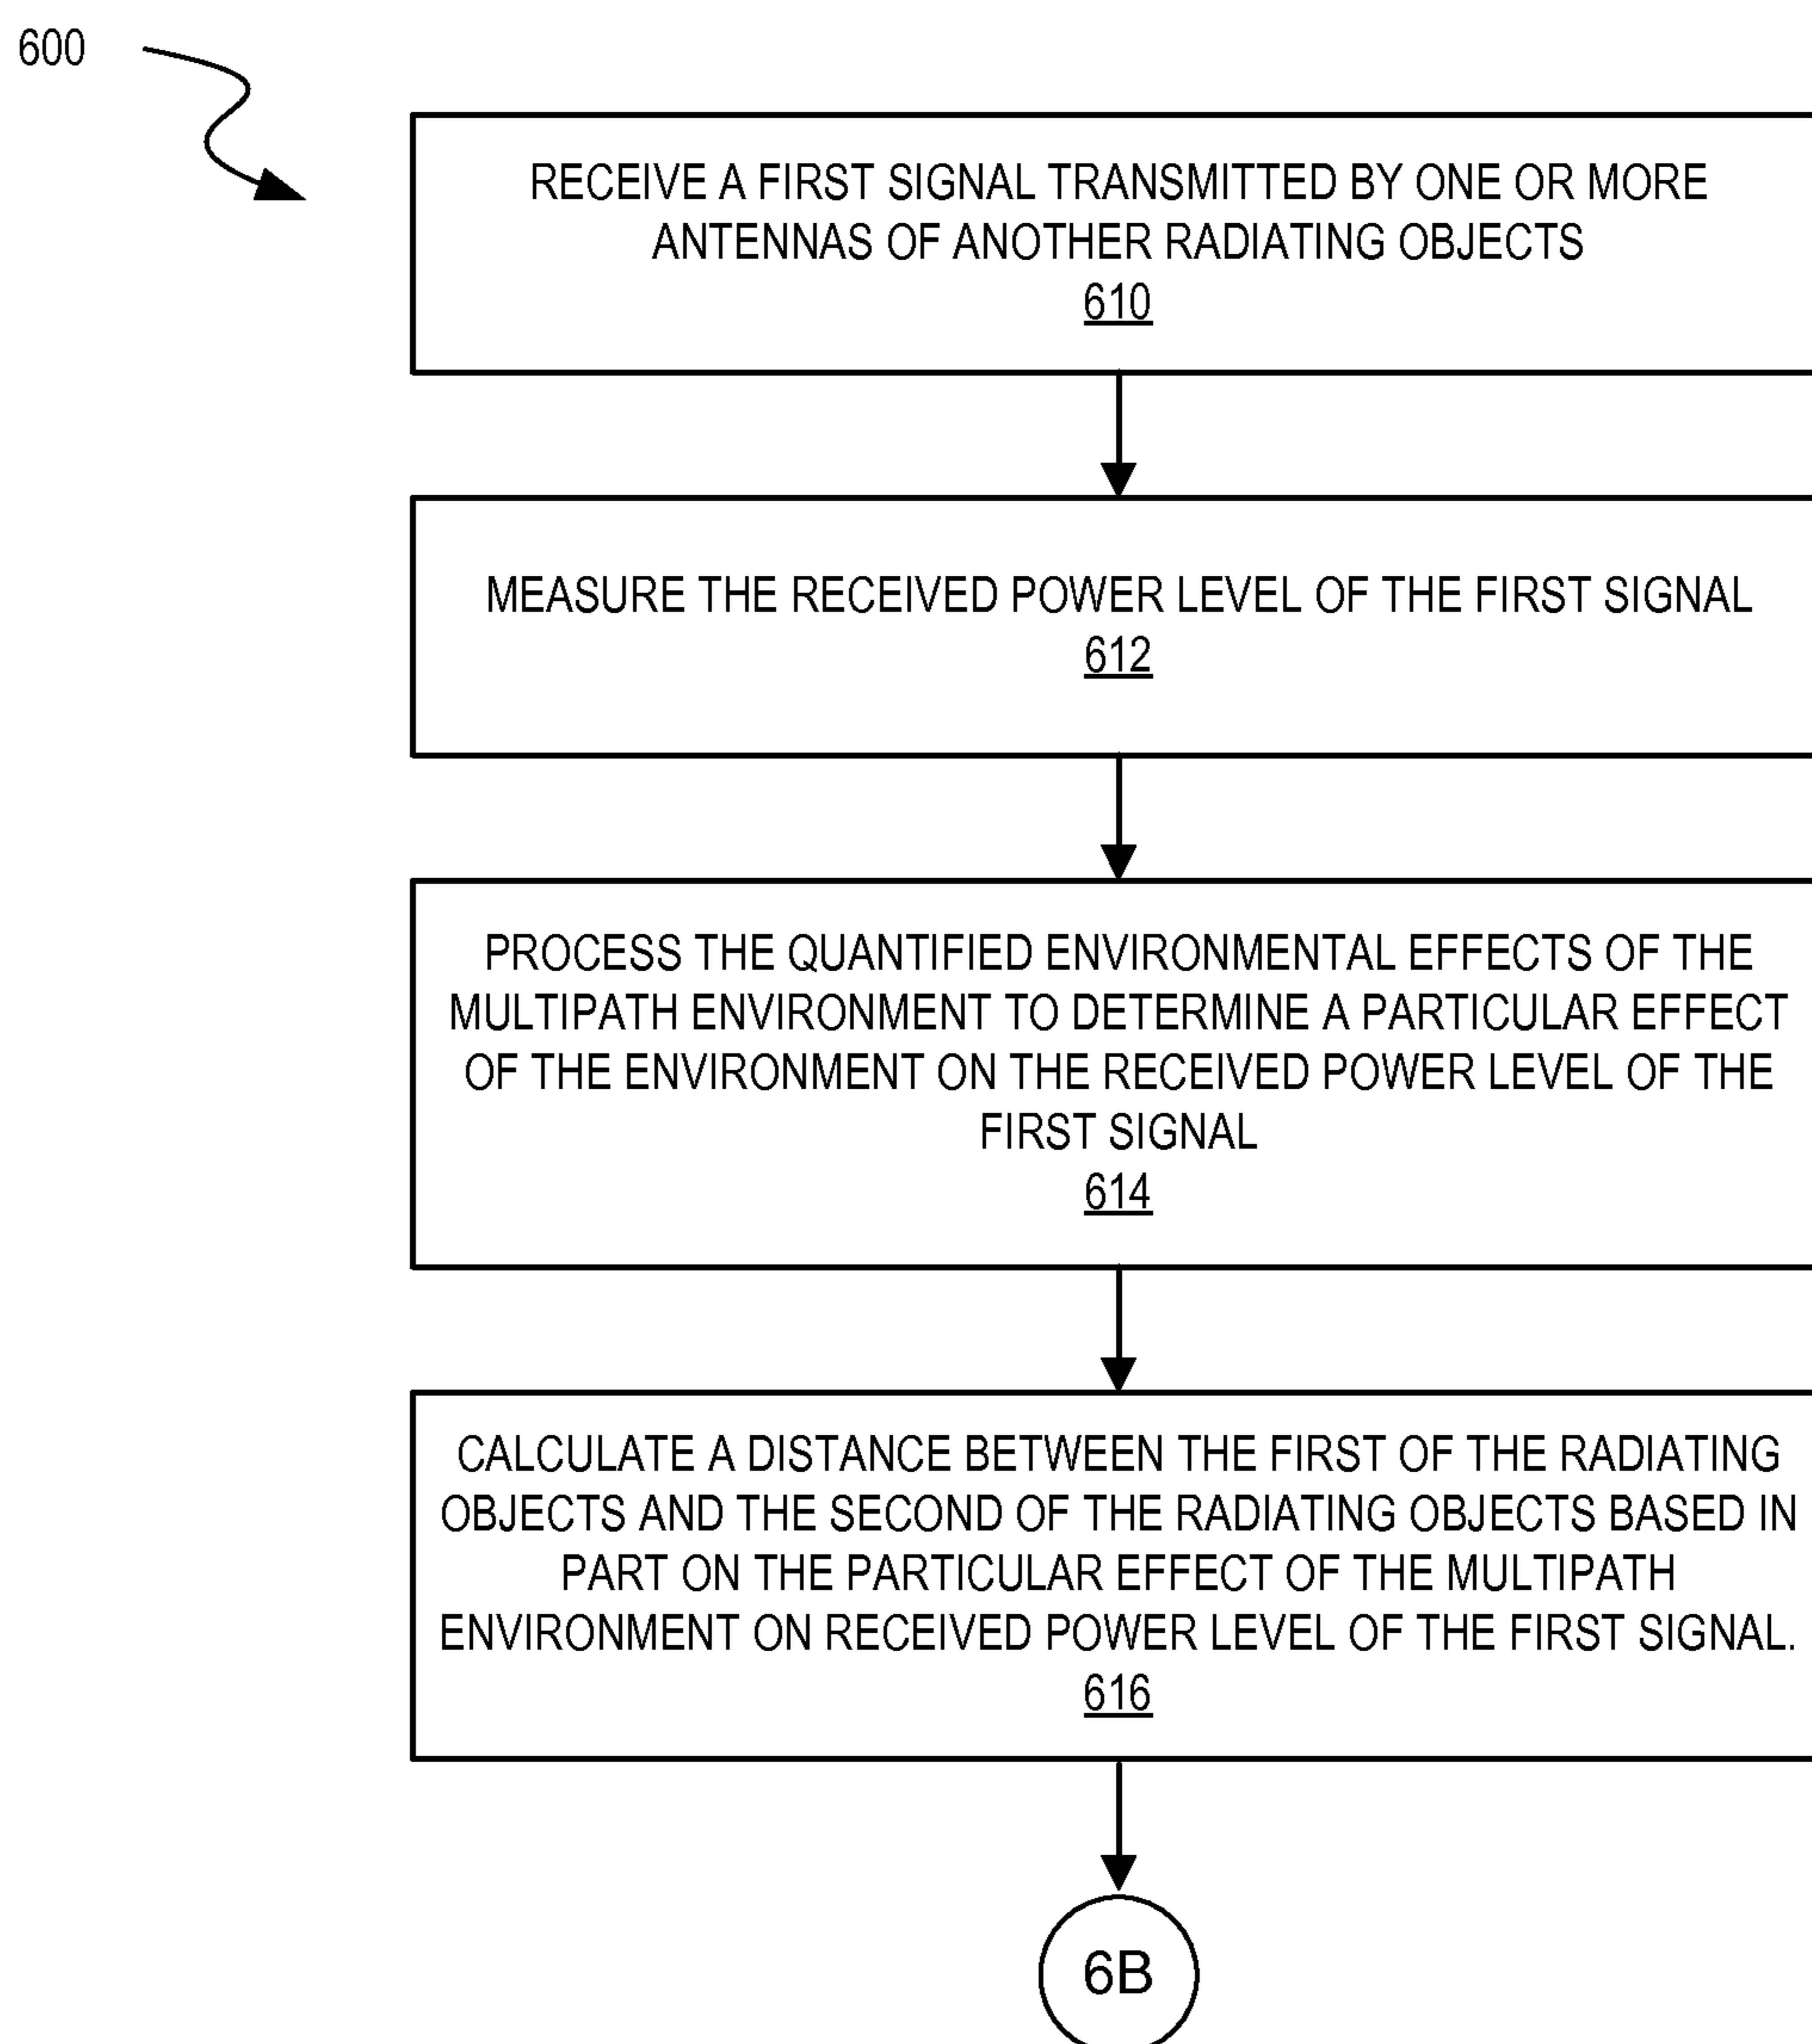 600
RECEIVE A FIRST SIGNAL TRANSMITTED BY ONE OR MORE
ANTENNAS OF ANOTHER RADIATING OBJECTS
610
MEASURE THE RECEIVED POWER LEVEL OF THE FIRST SIGNAL
612
PROCESS THE QUANTIFIED ENVIRONMENTAL EFFECTS OF THE
MULTIPATH ENVIRONMENT TO DETERMINE A PARTICULAR EFFECT
OF THE ENVIRONMENT ON THE RECEIVED POWER LEVEL OF THE
FIRST SIGNAL
614
CALCULATE A DISTANCE BETWEEN THE FIRST OF THE RADIATING
OBJECTS AND THE SECOND OF THE RADIATING OBJECTS BASED IN
PART ON THE PARTICULAR EFFECT OF THE MULTIPATH
ENVIRONMENT ON RECEIVED POWER LEVEL OF THE FIRST SIGNAL.
616
6B